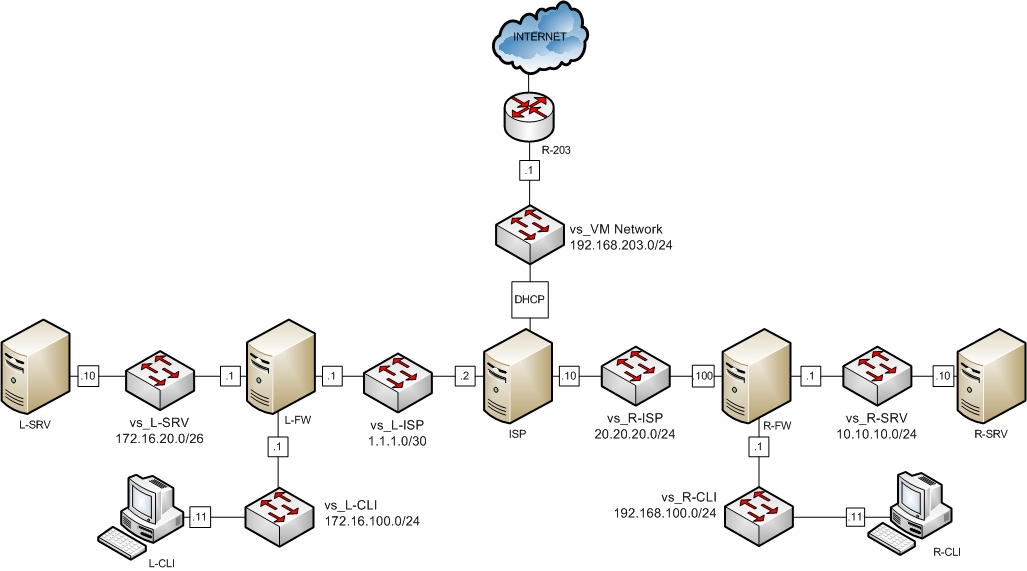 INTERNET
R-203
.1
vs_VM Network
192.168.203.0/24
DHCP
.10
.1
.1
.2
.10
.100
.1
.10
L-SRV
vs_L-SRV
172.16.20.0/26
L-FW
vs_L-ISP
1.1.1.0/30
ISP
vs_R-ISP
20.20.20.0/24
R-FW
vs_R-SRV
10.10.10.0/24
R-SRV
.1
.1
vs_L-CLI
172.16.100.0/24
.11
L-CLI
vs_R-CLI
192.168.100.0/24
.11
R-CLI